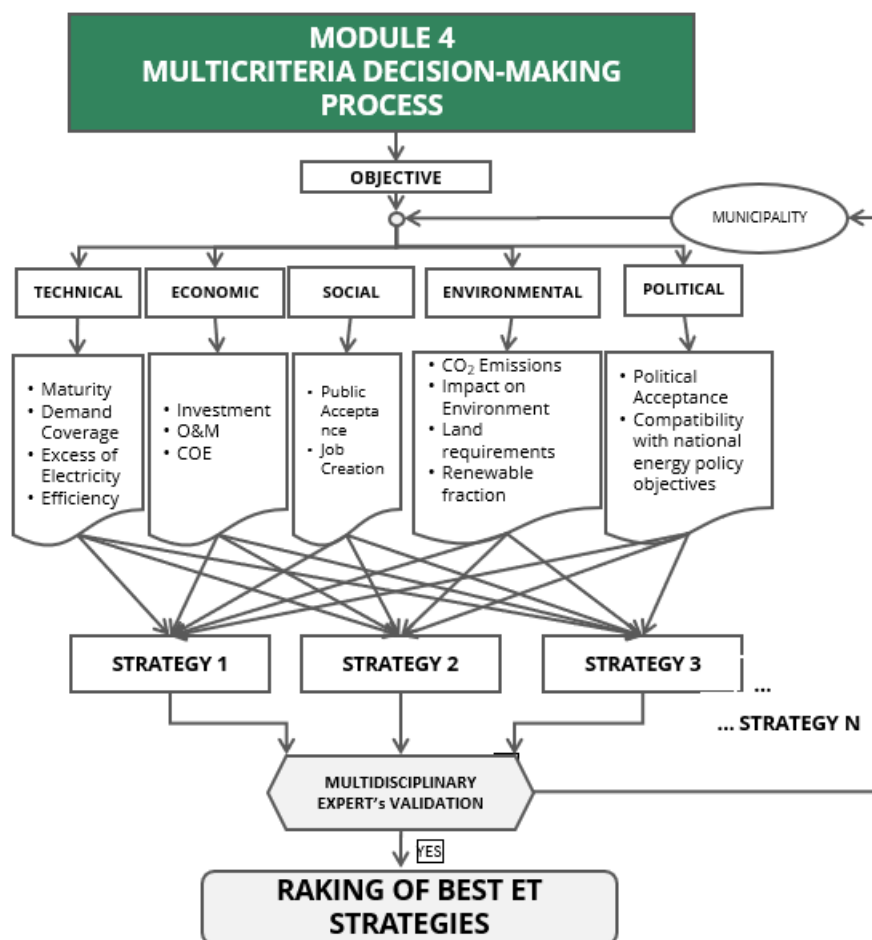 MODULE 4
MULTICRITERIA DECISION-MAKING
PROCESS
OBJECTIVE
MUNICIPALITY
TECHNICAL
ECONOMIC
SOCIAL
ENVIRONMENTAL
POLITICAL
• Maturity
• Demand
Coverage
• Excess of
Electricity
• Efficiency
• Investment
• O&M
• COE
• Public
Accepta
nce
• Job
Creation
• CO₂ Emissions
• Impact on
Environment
• Land
requirements
• Renewable
fraction
• Political
Acceptance
• Compatibility
with national
energy policy
objectives
STRATEGY 1
STRATEGY 2
STRATEGY 3
...
... STRATEGY N
MULTIDISCIPLINARY
EXPERT's VALIDATION
YES
RAKING OF BEST ET
STRATEGIES